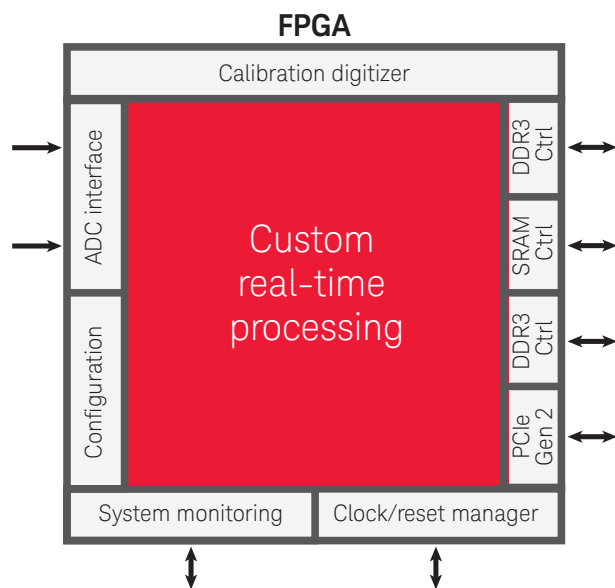 FPGA
Calibration digitizer
ADC interface
Configuration
Custom
real-time
processing
DDR3
Ctrl
SRAM
Ctrl
DDR3
Ctrl
PCIe
Gen 2
System monitoring
Clock/reset manager